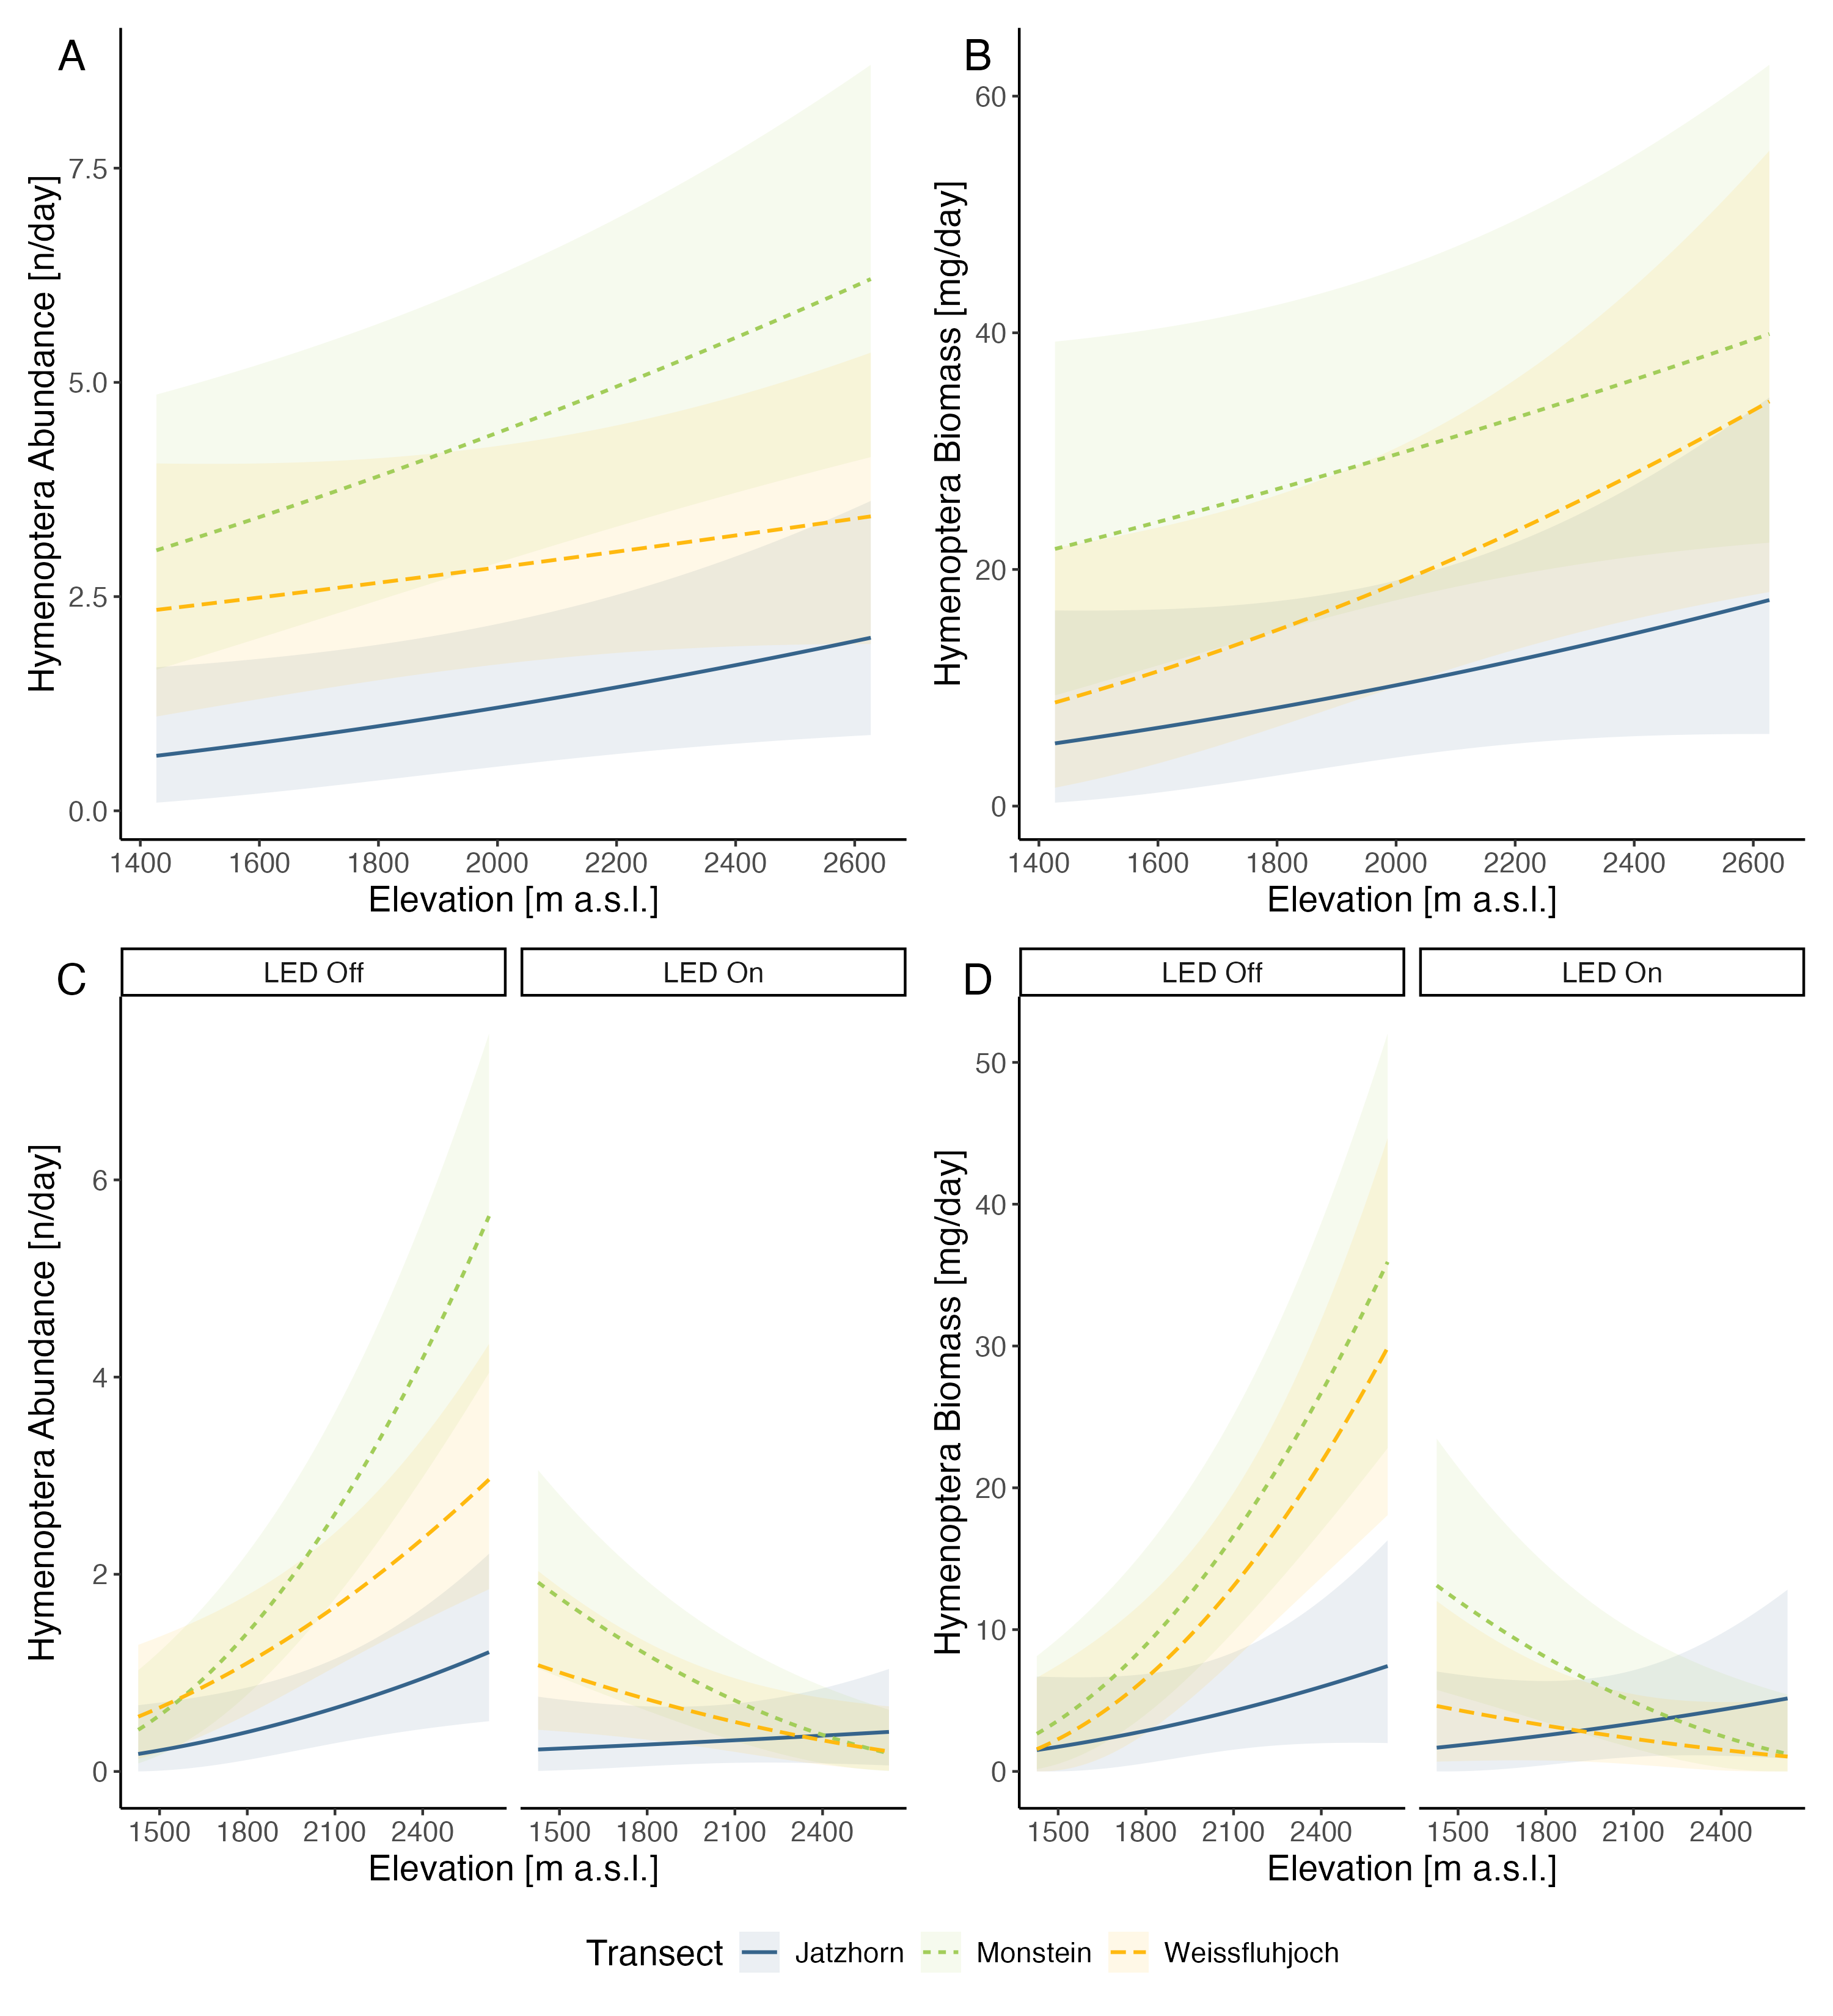 A
B
Hymenoptera Abundance [n/day]
7.5
5.0
2.5
0.0
1400 1600 1800 2000 2200 2400 2600
Elevation [m a.s.l.]
Hymenoptera Biomass [mg/day]
60
40
20
0
1400 1600 1800 2000 2200 2400 2600
Elevation [m a.s.l.]
C
LED Off
LED On
Hymenoptera Abundance [n/day]
6
4
2
0
1500 1800 2100 2400
1500 1800 2100 2400
Elevation [m a.s.l.]
D
LED Off
LED On
Hymenoptera Biomass [mg/day]
50
40
30
20
10
0
1500 1800 2100 2400
1500 1800 2100 2400
Elevation [m a.s.l.]
Transect Jatzhorn Monstein Weissfluhjoch